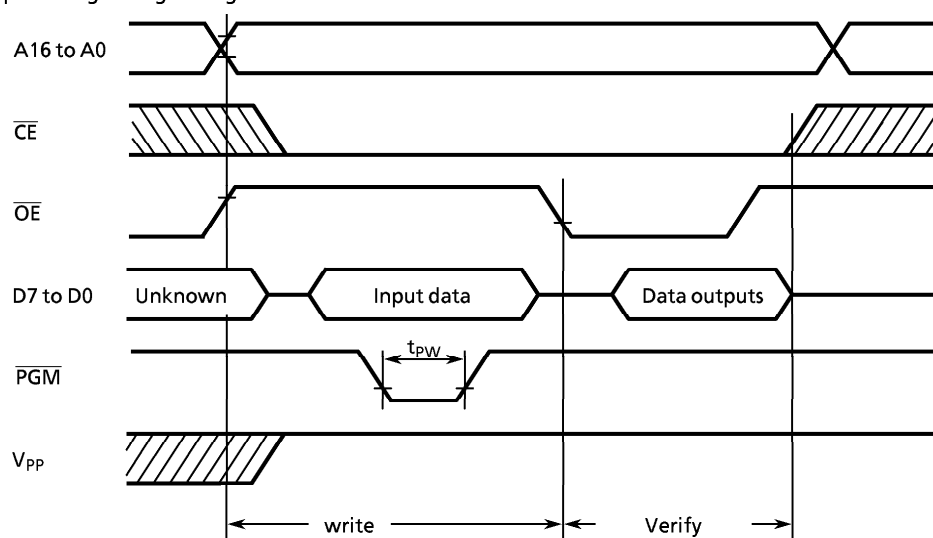 A16 to A0
CE
OE
D7 to D0 Unknown Input data Data outputs
tPW
PGM
VPP
write Verify